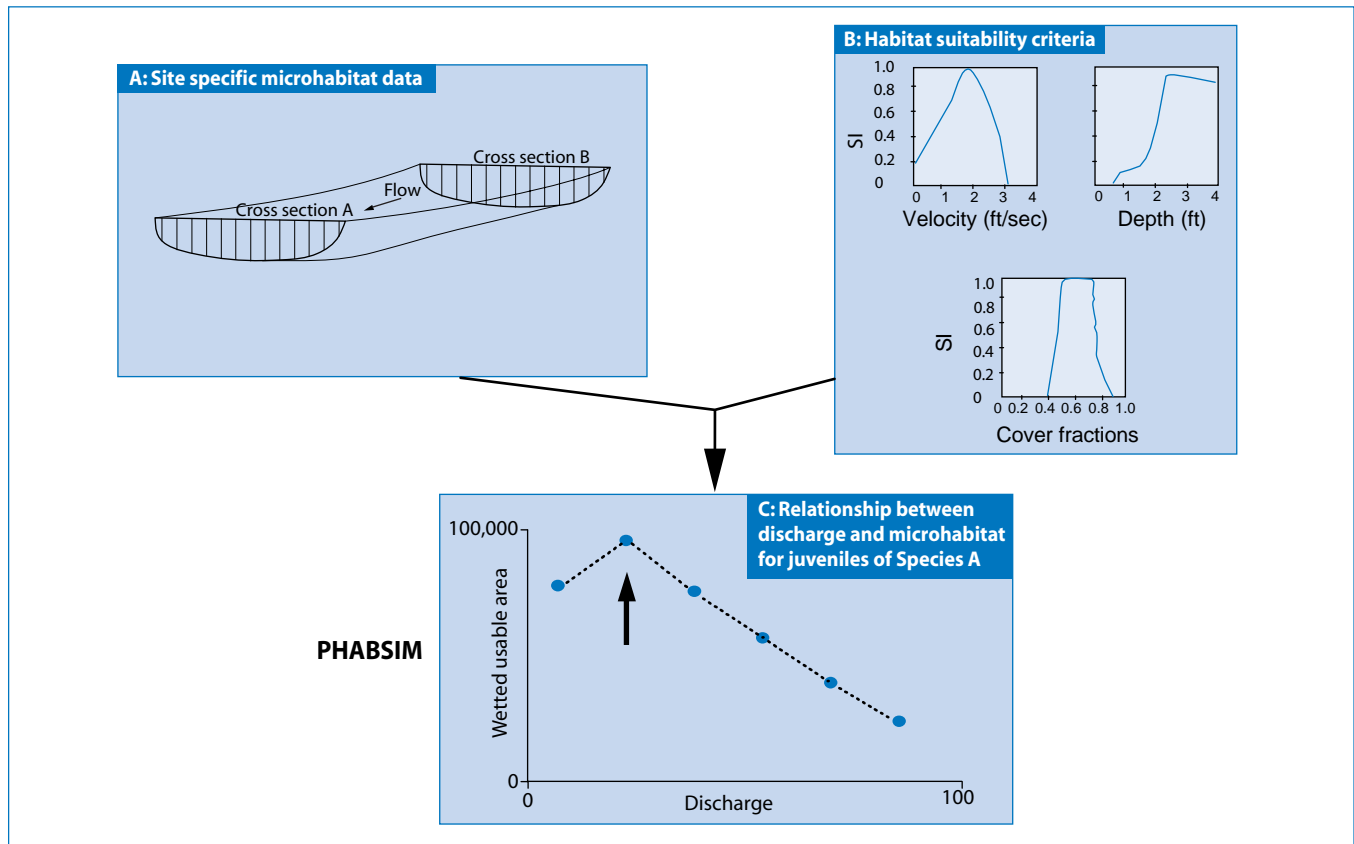 A: Site specific microhabitat data
Cross section B
Flow
Cross section A
B: Habitat suitability criteria
1.0
0.8
0.6
0.4
0.2
0
SI
0 1 2 3 4
Velocity (ft/sec)
0 1 2 3 4
Depth (ft)
1.0
0.8
0.6
0.4
0.2
0
SI
0 0.2 0.4 0.6 0.8 1.0
Cover fractions
C: Relationship between
discharge and microhabitat
for juveniles of Species A
100,000
Wetted usable area
0
0
Discharge
100
PHABSIM